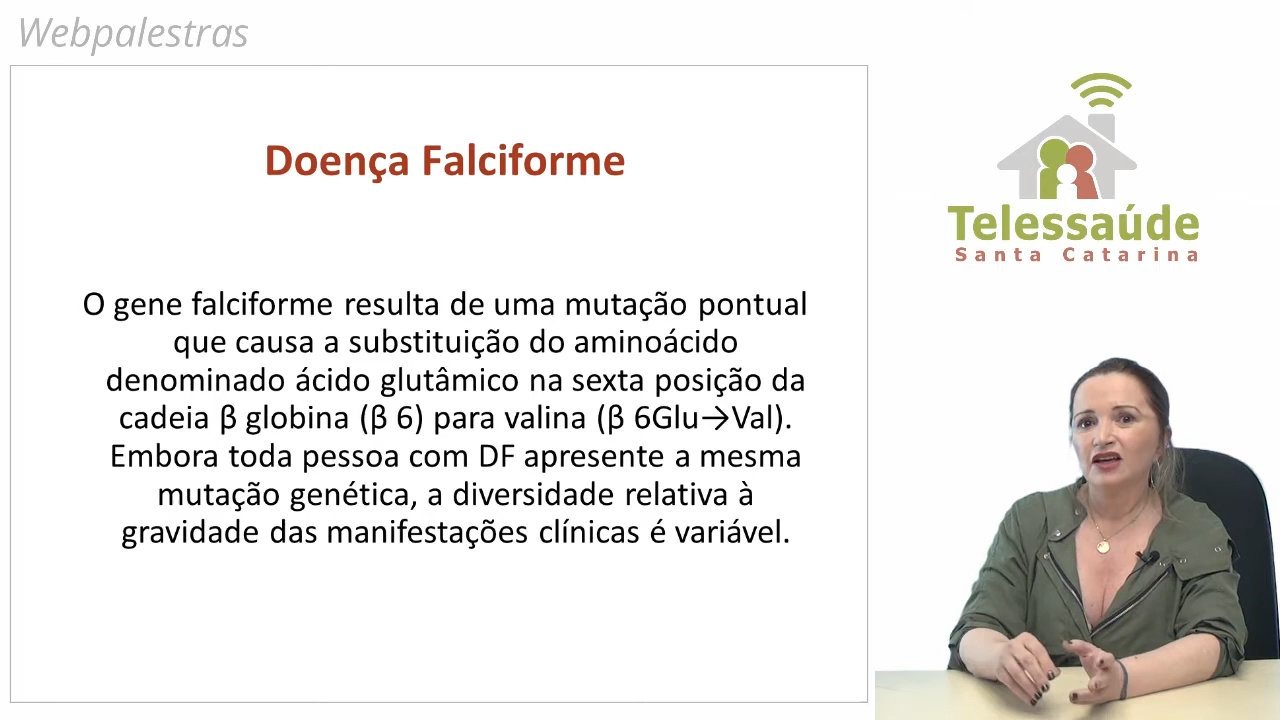 Webpalestras
Doença Falciforme
O gene falciforme resulta de uma mutação pontual
que causa a substituição do aminoácido
denominado ácido glutâmico na sexta posição da
cadeia β globina (β 6) para valina (β 6Glu→Val).
Embora toda pessoa com DF apresente a mesma
mutação genética, a diversidade relativa à
gravidade das manifestações clínicas é variável.
Telessaúde
Santa Catarina